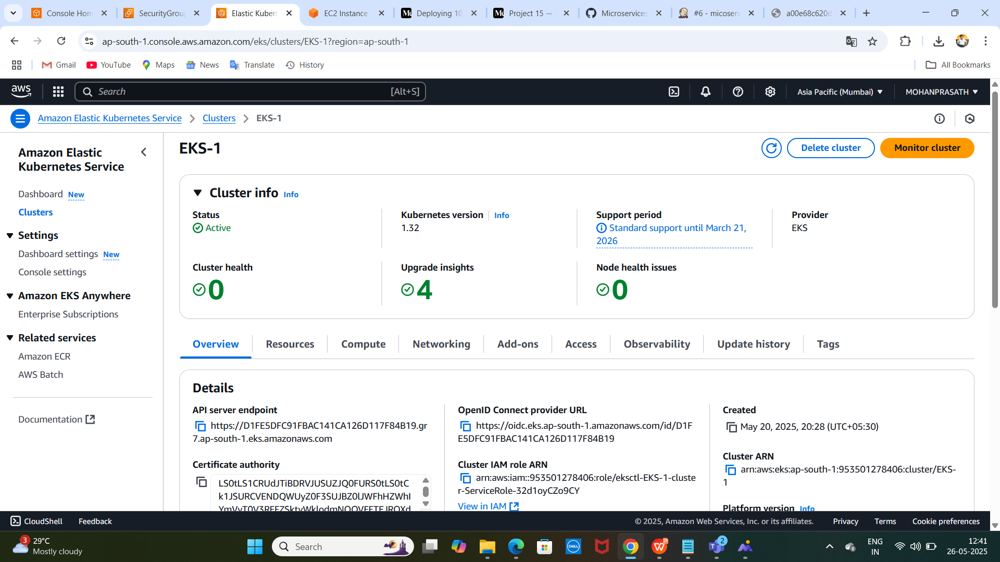 Console Hom
SecurityGrou
Elastic Kubern
EC2 Instance
Deploying 10
Project 15 —
Microservices
#6 - micoserv
a00e68c620d
ap-south-1.console.aws.amazon.com/eks/clusters/EKS-1?region=ap-south-1
Gmail
YouTube
Maps
News
Translate
History
All Bookmarks
aws
Search
[Alt+S]
Asia Pacific (Mumbai)
MOHANPRASATH
Amazon Elastic Kubernetes Service
Clusters
EKS-1
Amazon Elastic
Kubernetes Service
Dashboard New
Clusters
Settings
Dashboard settings New
Console settings
Amazon EKS Anywhere
Enterprise Subscriptions
Related services
Amazon ECR
AWS Batch
Documentation
EKS-1
Delete cluster
Monitor cluster
Cluster info Info
Status
Active
Kubernetes version Info
1.32
Support period
Standard support until March 21,
2026
Provider
EKS
Cluster health
0
Upgrade insights
4
Node health issues
0
Overview
Resources
Compute
Networking
Add-ons
Access
Observability
Update history
Tags
Details
API server endpoint
https://D1FE5DFC91FBAC141CA126D117F84B19.gr
7.ap-south-1.eks.amazonaws.com
Certificate authority
LS0tLS1CRUdJTiBDRVJUSUZJQ0FURS0tLS0tC
k1JSURCVENDQWUyZ0F3SUJBZ0lJWFhHZWhI
OpenID Connect provider URL
https://oidc.eks.ap-south-1.amazonaws.com/id/D1F
E5DFC91FBAC141CA126D117F84B19
Cluster IAM role ARN
arn:aws:iam::953501278406:role/eksctl-EKS-1-cluste
r-ServiceRole-32d1oyCZo9CY
View in IAM
Created
May 20, 2025, 20:28 (UTC+05:30)
Cluster ARN
arn:aws:eks:ap-south-1:953501278406:cluster/EKS-
1
Platform version Info
CloudShell
Feedback
© 2025, Amazon Web Services, Inc. or its affiliates.
Privacy
Terms
Cookie preferences
3
29°C
Mostly cloudy
Search
DELL
2
ENG
IN
12:41
26-05-2025